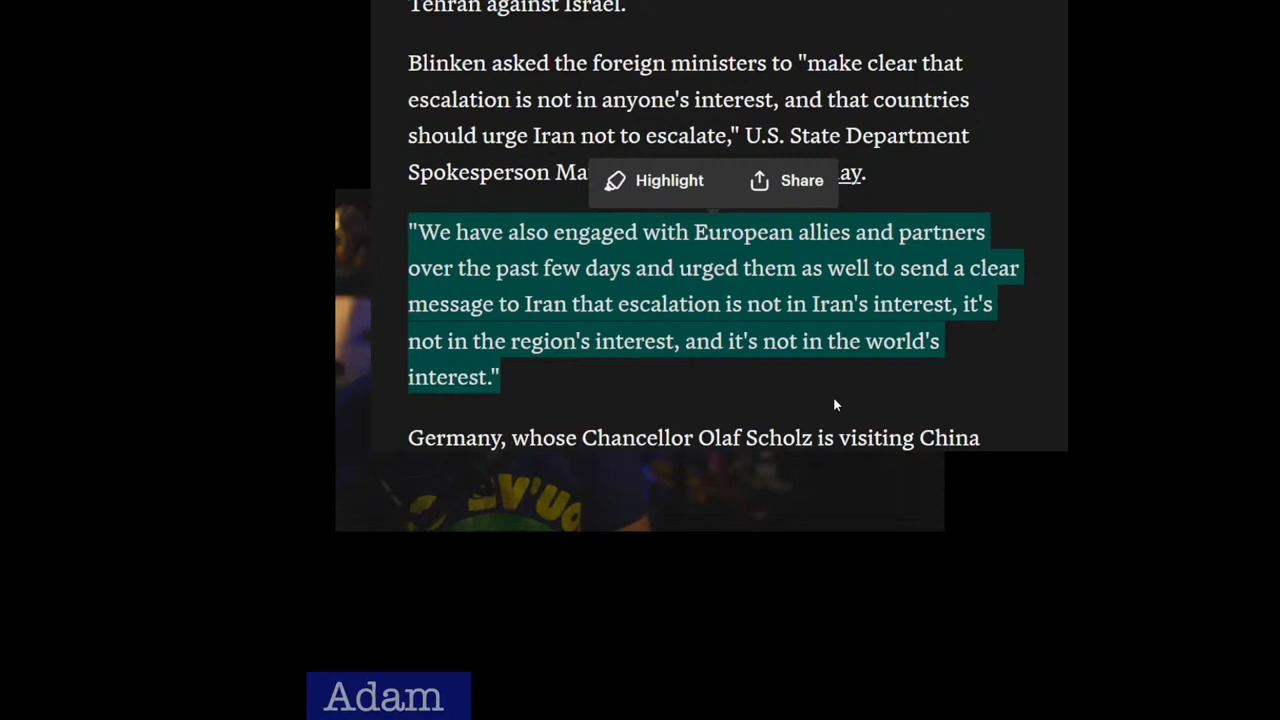 Tehran against Israel.
Blinken asked the foreign ministers to "make clear that
escalation is not in anyone's interest, and that countries
should urge Iran not to escalate," U.S. State Department
Spokesperson Ma
ay.
Highlight
Share
"We have also engaged with European allies and partners
over the past few days and urged them as well to send a clear
message to Iran that escalation is not in Iran's interest, it's
not in the region's interest, and it's not in the world's
interest."
Germany, whose Chancellor Olaf Scholz is visiting China
Adam